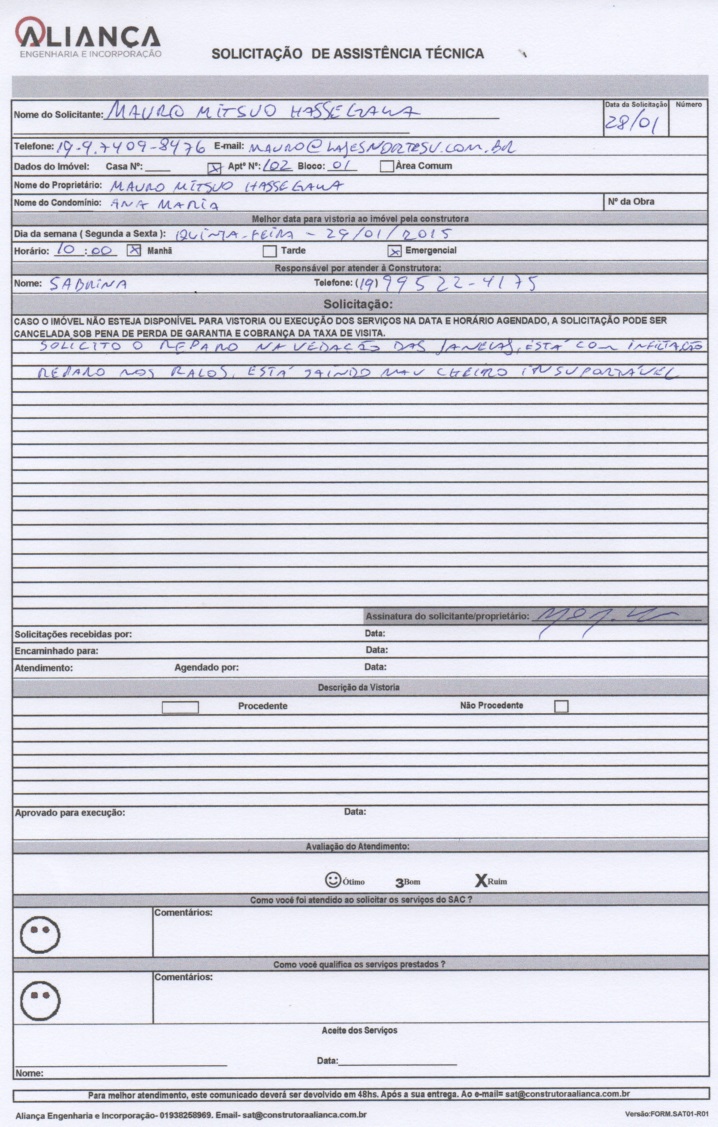 ALIANÇA
ENGENHARIA E INCORPORAÇÃO
SOLICITAÇÃO DE ASSISTÊNCIA TÉCNICA
Nome do Solicitante: MAURO MITSUO HASSEGAWA
Data da Solicitação 28/01 Número
Telefone: 19-9.7409-8476 E-mail: MAURO@LAJESNORTESU.COM.BR
Dados do Imóvel: Casa Nº: ____ ☒ Aptº Nº: 102 Bloco: 01 ☐ Área Comum
Nome do Proprietário: MAURO MITSUO HASSEGAWA
Nome do Condomínio: ANA MARIA Nº da Obra
Melhor data para vistoria ao imóvel pela construtora
Dia da semana ( Segunda a Sexta ): QUINTA-FEIRA - 29/01/2015
Horário: 10 : 00 ☒ Manhã ☐ Tarde ☒ Emergencial
Responsável por atender à Construtora:
Nome: SABRINA Telefone: (19) 99522-4175
Solicitação:
CASO O IMÓVEL NÃO ESTEJA DISPONÍVEL PARA VISTORIA OU EXECUÇÃO DOS SERVIÇOS NA DATA E HORÁRIO AGENDADO, A SOLICITAÇÃO PODE SER
CANCELADA SOB PENA DE PERDA DE GARANTIA E COBRANÇA DA TAXA DE VISITA.
SOLICITO O REPARO NA VEDAÇÃO DAS JANELAS, ESTÁ COM INFILTAÇÃO
REPARO NOS RALOS, ESTÁ SAINDO MAU CHEIRO INSUPORTÁVEL
Assinatura do solicitante/proprietário:
Solicitações recebidas por: Data:
Encaminhado para: Data:
Atendimento: Agendado por: Data:
Descrição da Vistoria
☐ Procedente Não Procedente ☐
Aprovado para execução: Data:
Avaliação do Atendimento:
Ótimo 3 Bom X Ruim
Como você foi atendido ao solicitar os serviços do SAC ?
Comentários:
Como você qualifica os serviços prestados ?
Comentários:
Aceite dos Serviços
Data:
Nome:
Para melhor atendimento, este comunicado deverá ser devolvido em 48hs. Após a sua entrega. Ao e-mail= sat@construtoraalianca.com.br
Aliança Engenharia e Incorporação- 01938258969. Email- sat@construtoraalianca.com.br
Versão:FORM.SAT01-R01